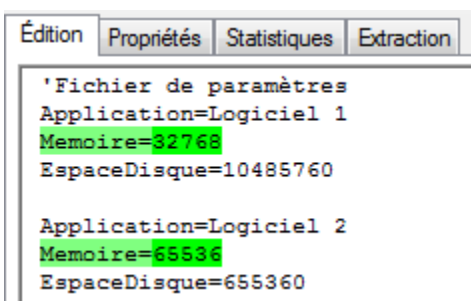 Édition Propriétés Statistiques Extraction
'Fichier de paramètres
Application=Logiciel 1
Memoire=32768
EspaceDisque=10485760
Application=Logiciel 2
Memoire=65536
EspaceDisque=655360